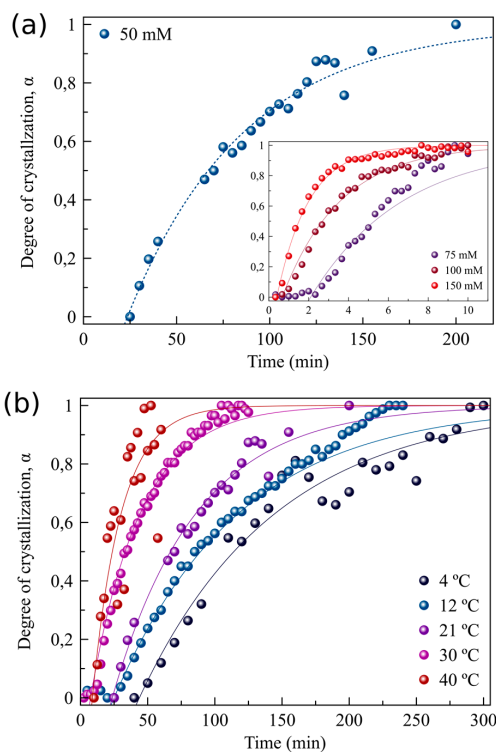 (a)
50 mM
Degree of crystallization, α
1
0,8
0,6
0,4
0,2
0
1
0,8
0,6
0,4
0,2
0
75 mM
100 mM
150 mM
0 2 4 6 8 10
0 50 100 150 200
Time (min)
(b)
Degree of crystallization, α
1
0,8
0,6
0,4
0,2
0
4 ºC
12 ºC
21 ºC
30 ºC
40 ºC
0 50 100 150 200 250 300
Time (min)